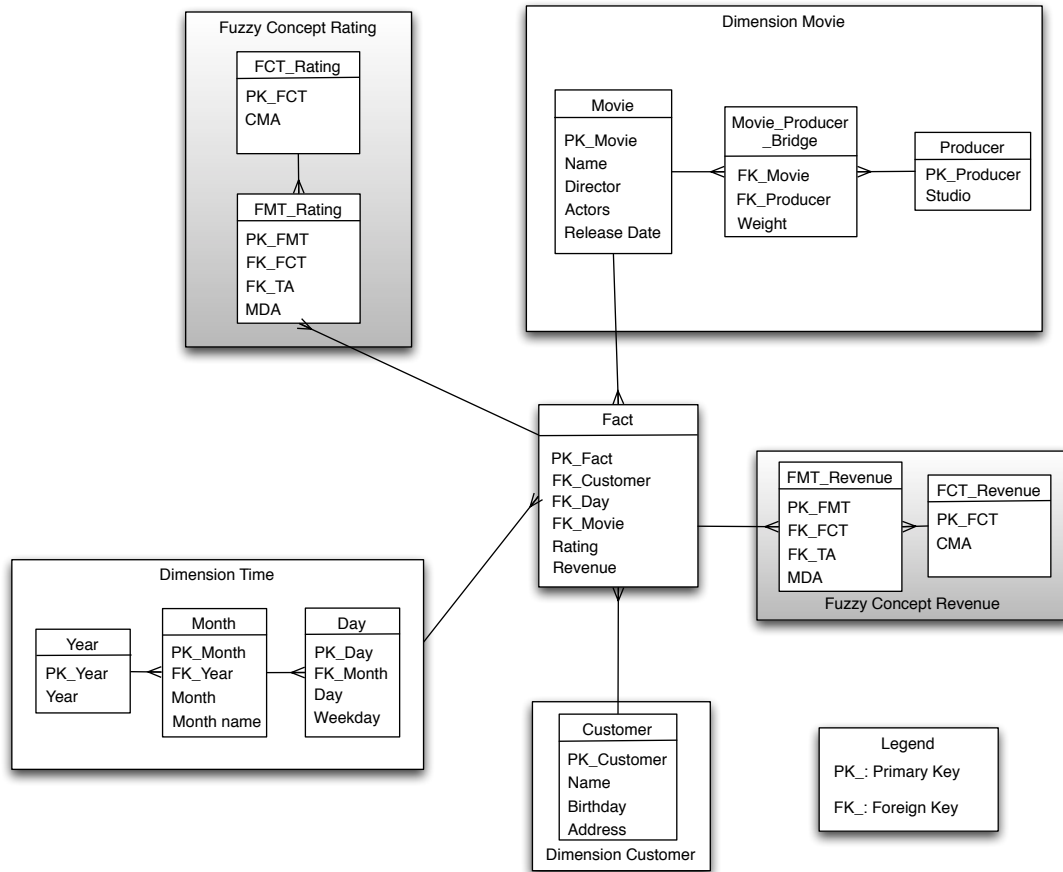 Fuzzy Concept Rating
FCT_Rating
PK_FCT
CMA
FMT_Rating
PK_FMT
FK_FCT
FK_TA
MDA
Dimension Movie
Movie
PK_Movie
Name
Director
Actors
Release Date
Movie_Producer
_Bridge
FK_Movie
FK_Producer
Weight
Producer
PK_Producer
Studio
Fact
PK_Fact
FK_Customer
FK_Day
FK_Movie
Rating
Revenue
FMT_Revenue
PK_FMT
FK_FCT
FK_TA
MDA
FCT_Revenue
PK_FCT
CMA
Fuzzy Concept Revenue
Dimension Time
Year
PK_Year
Year
Month
PK_Month
FK_Year
Month
Month name
Day
PK_Day
FK_Month
Day
Weekday
Customer
PK_Customer
Name
Birthday
Address
Dimension Customer
Legend
PK_: Primary Key
FK_: Foreign Key